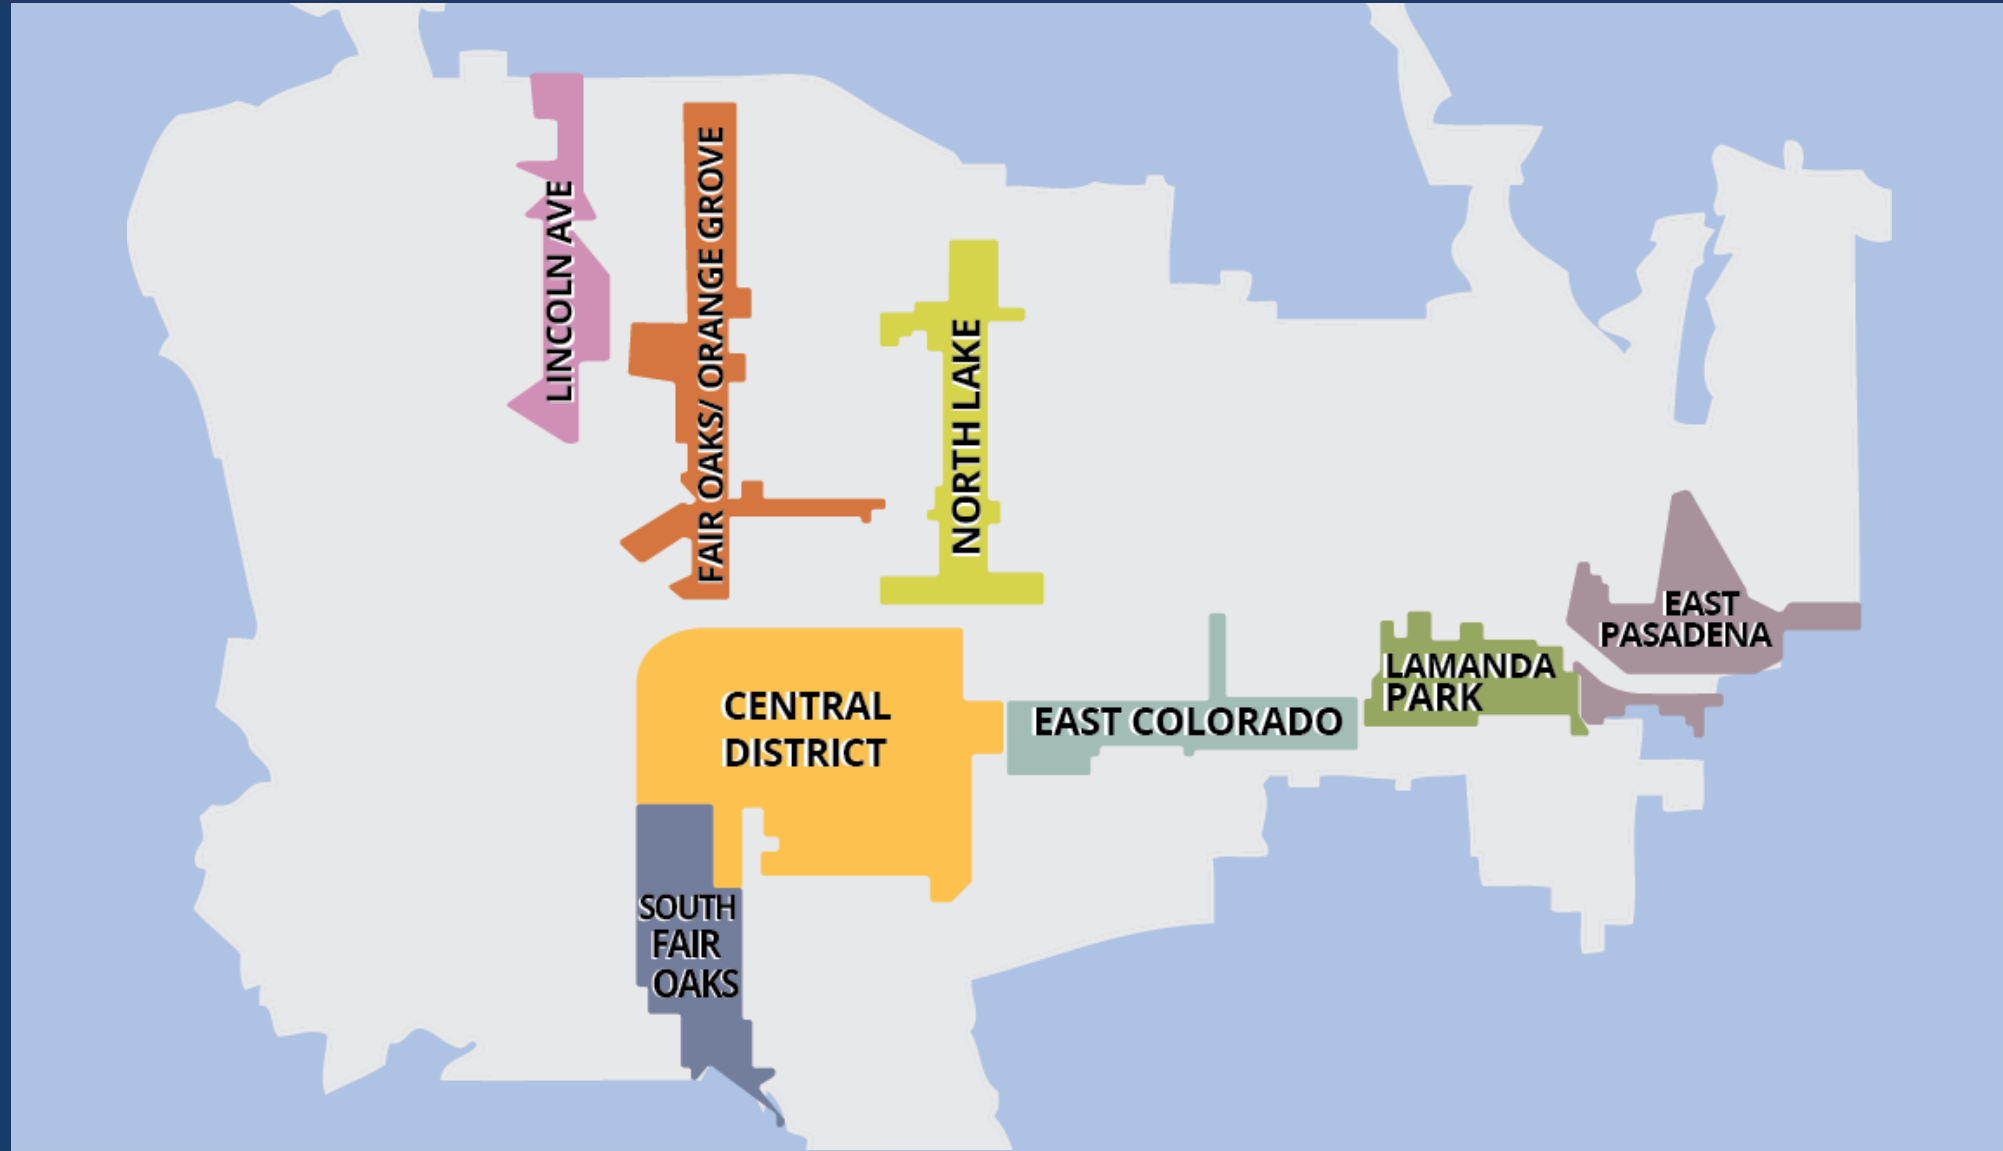 LINCOLN AVE
FAIR OAKS/ ORANGE GROVE
NORTH LAKE
EAST
PASADENA
LAMANDA
PARK
CENTRAL
DISTRICT
EAST COLORADO
SOUTH
FAIR
OAKS